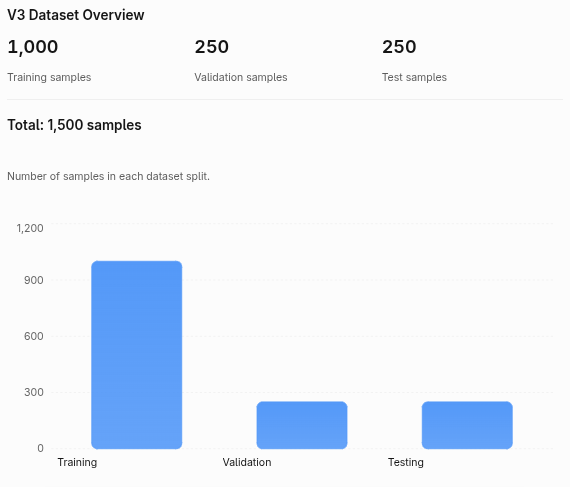 V3 Dataset Overview
1,000 250 250
Training samples Validation samples Test samples
Total: 1,500 samples
Number of samples in each dataset split.
1,200
900
600
300
0
Training Validation Testing